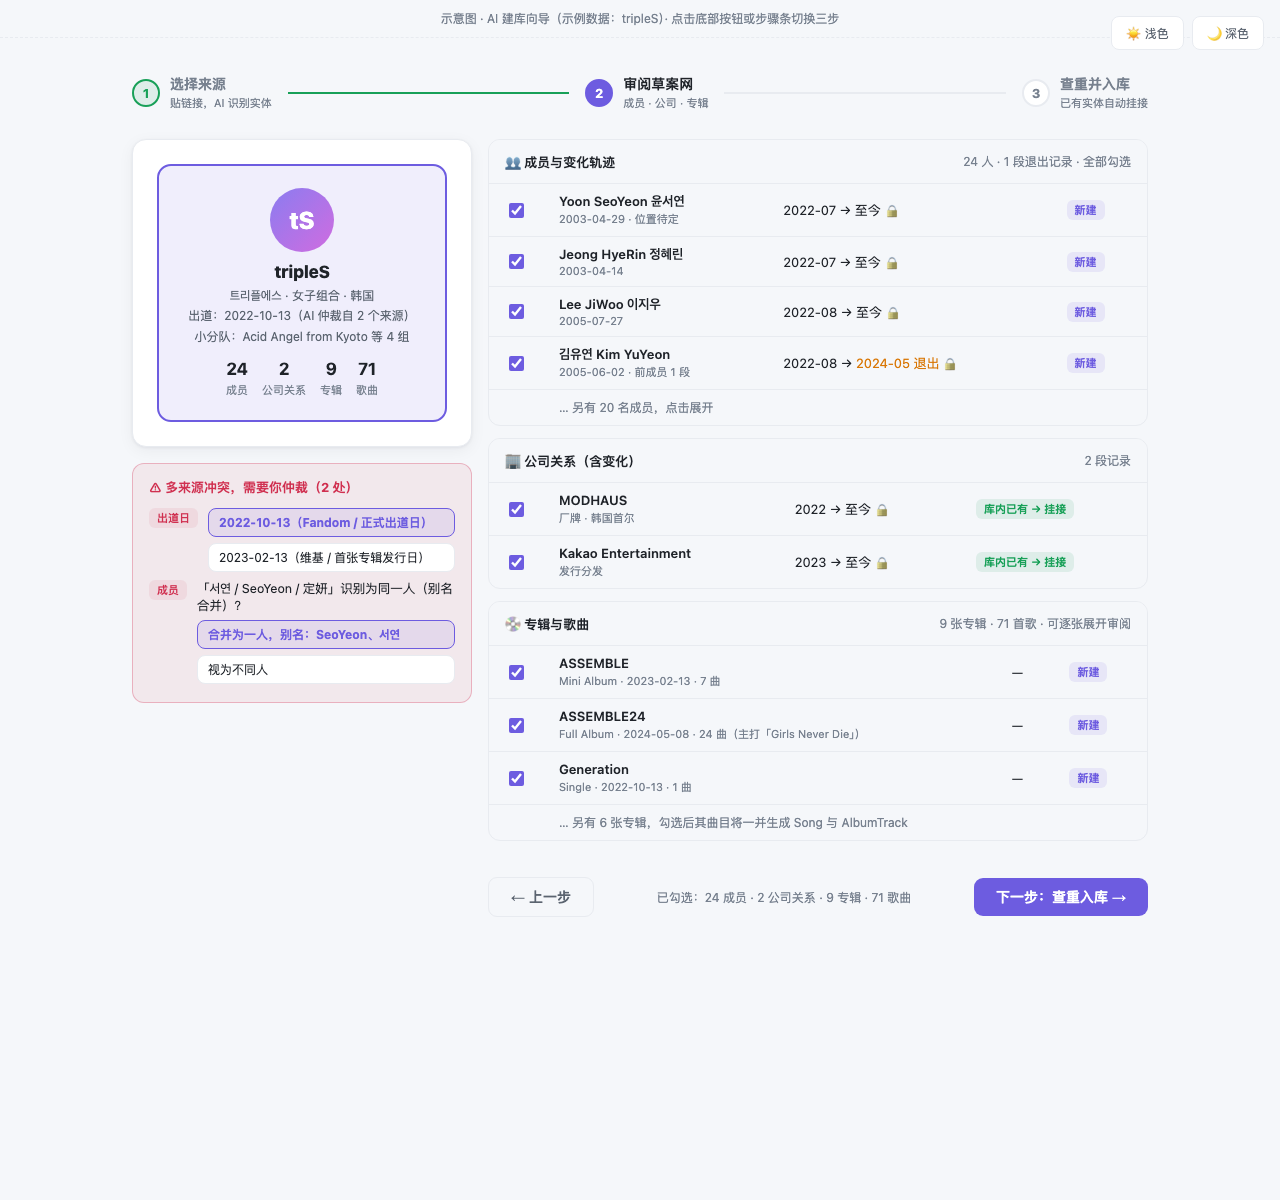 示意图 · AI 建库向导（示例数据：tripleS）· 点击底部按钮或步骤条切换三步
☀️ 浅色
🌙 深色
1
选择来源
贴链接，AI 识别实体
2
审阅草案网
成员 · 公司 · 专辑
3
查重并入库
已有实体自动挂接
tS
tripleS
트리플에스 · 女子组合 · 韩国
出道：2022-10-13（AI 仲裁自 2 个来源）
小分队：Acid Angel from Kyoto 等 4 组
24 2 9 71
成员 公司关系 专辑 歌曲
⚠ 多来源冲突，需要你仲裁（2 处）
出道日
2022-10-13（Fandom / 正式出道日）
2023-02-13（维基 / 首张专辑发行日）
成员
「서연 / SeoYeon / 定妍」识别为同一人（别名
合并）？
合并为一人，别名：SeoYeon、서연
视为不同人
👥 成员与变化轨迹
24 人 · 1 段退出记录 · 全部勾选
Yoon SeoYeon 윤서연
2003-04-29 · 位置待定
2022-07 → 至今 🔒
新建
Jeong HyeRin 정혜린
2003-04-14
2022-07 → 至今 🔒
新建
Lee JiWoo 이지우
2005-07-27
2022-08 → 至今 🔒
新建
김유연 Kim YuYeon
2005-06-02 · 前成员 1 段
2022-08 → 2024-05 退出 🔒
新建
… 另有 20 名成员，点击展开
🏢 公司关系（含变化）
2 段记录
MODHAUS
厂牌 · 韩国首尔
2022 → 至今 🔒
库内已有 → 挂接
Kakao Entertainment
发行分发
2023 → 至今 🔒
库内已有 → 挂接
💿 专辑与歌曲
9 张专辑 · 71 首歌 · 可逐张展开审阅
ASSEMBLE
Mini Album · 2023-02-13 · 7 曲
—
新建
ASSEMBLE24
Full Album · 2024-05-08 · 24 曲（主打「Girls Never Die」）
—
新建
Generation
Single · 2022-10-13 · 1 曲
—
新建
… 另有 6 张专辑，勾选后其曲目将一并生成 Song 与 AlbumTrack
← 上一步
已勾选：24 成员 · 2 公司关系 · 9 专辑 · 71 歌曲
下一步：查重入库 →